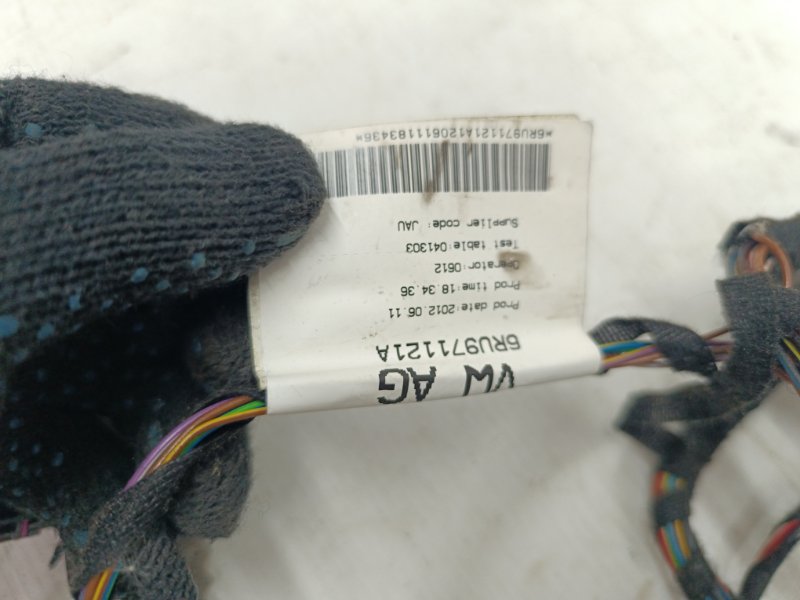 VW AG
6RU971121A
Prod date:2012.06.11
Prod time:18.34.36
Operator:0612
Test table:041303
Supplier code: JAU
*6RU971121A120611183436*